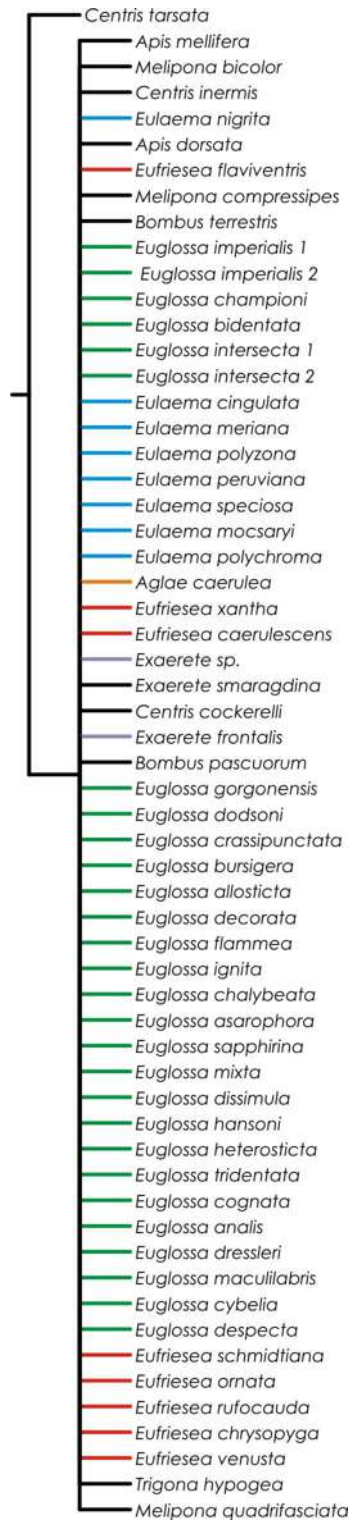 Centris tarsata
Apis mellifera
Melipona bicolor
Centris inermis
Eulaema nigrita
Apis dorsata
Eufriesea flaviventris
Melipona compressipes
Bombus terrestris
Euglossa imperialis 1
Euglossa imperialis 2
Euglossa championi
Euglossa bidentata
Euglossa intersecta 1
Euglossa intersecta 2
Eulaema cingulata
Eulaema meriana
Eulaema polyzona
Eulaema peruviana
Eulaema speciosa
Eulaema mocsaryi
Eulaema polychroma
Aglae caerulea
Eufriesea xantha
Eufriesea caerulescens
Exaerete sp.
Exaerete smaragdina
Centris cockerelli
Exaerete frontalis
Bombus pascuorum
Euglossa gorgonensis
Euglossa dodsoni
Euglossa crassipunctata
Euglossa bursigera
Euglossa allosticta
Euglossa decorata
Euglossa flammea
Euglossa ignita
Euglossa chalybeata
Euglossa asarophora
Euglossa sapphirina
Euglossa mixta
Euglossa dissimula
Euglossa hansoni
Euglossa heterosticta
Euglossa tridentata
Euglossa cognata
Euglossa analis
Euglossa dressleri
Euglossa maculilabris
Euglossa cybelia
Euglossa despecta
Eufriesea schmidtiana
Eufriesea ornata
Eufriesea rufocauda
Eufriesea chrysopyga
Eufriesea venusta
Trigona hypogea
Melipona quadrifasciata